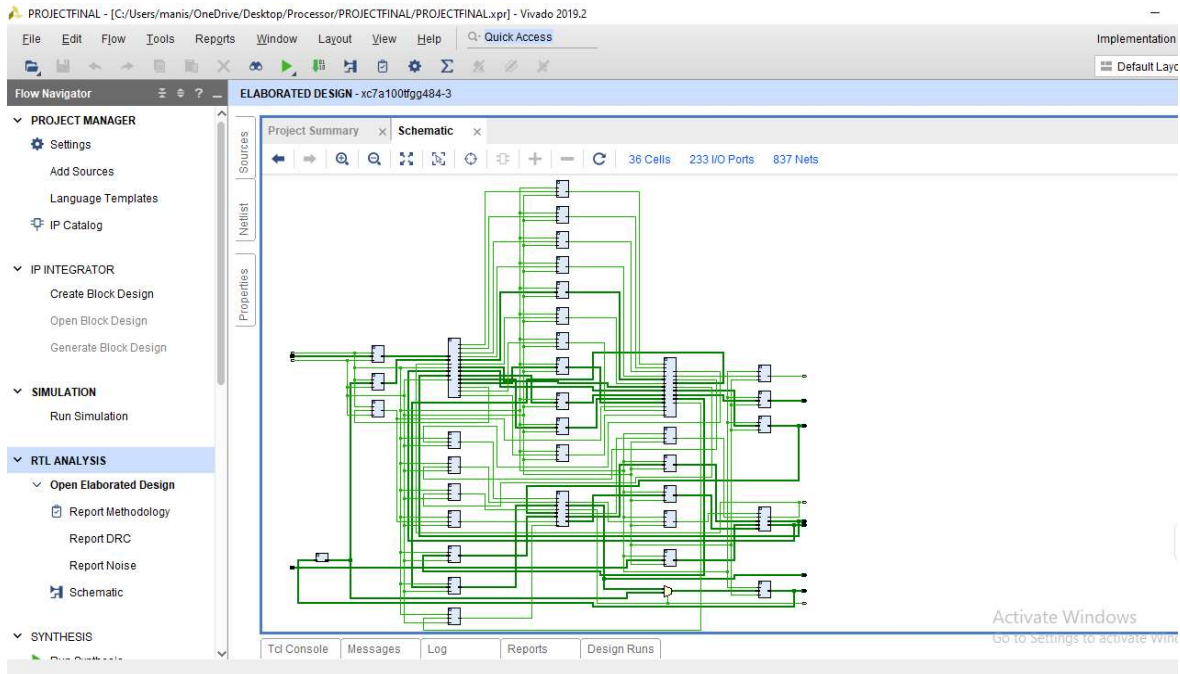 PROJECTFINAL - [C:/Users/manis/OneDrive/Desktop/Processor/PROJECTFINAL/PROJECTFINAL.xpr] - Vivado 2019.2
File Edit Flow Tools Reports Window Layout View Help Quick Access
Implementation
Default Layo
Flow Navigator
ELABORATED DESIGN - xc7a100tfgg484-3
PROJECT MANAGER
Settings
Add Sources
Language Templates
IP Catalog
IP INTEGRATOR
Create Block Design
Open Block Design
Generate Block Design
SIMULATION
Run Simulation
RTL ANALYSIS
Open Elaborated Design
Report Methodology
Report DRC
Report Noise
Schematic
SYNTHESIS
Run Synthesis
Sources
Netlist
Properties
Project Summary Schematic
36 Cells 233 I/O Ports 837 Nets
Activate Windows
Go to Settings to activate Wind
Tcl Console Messages Log Reports Design Runs